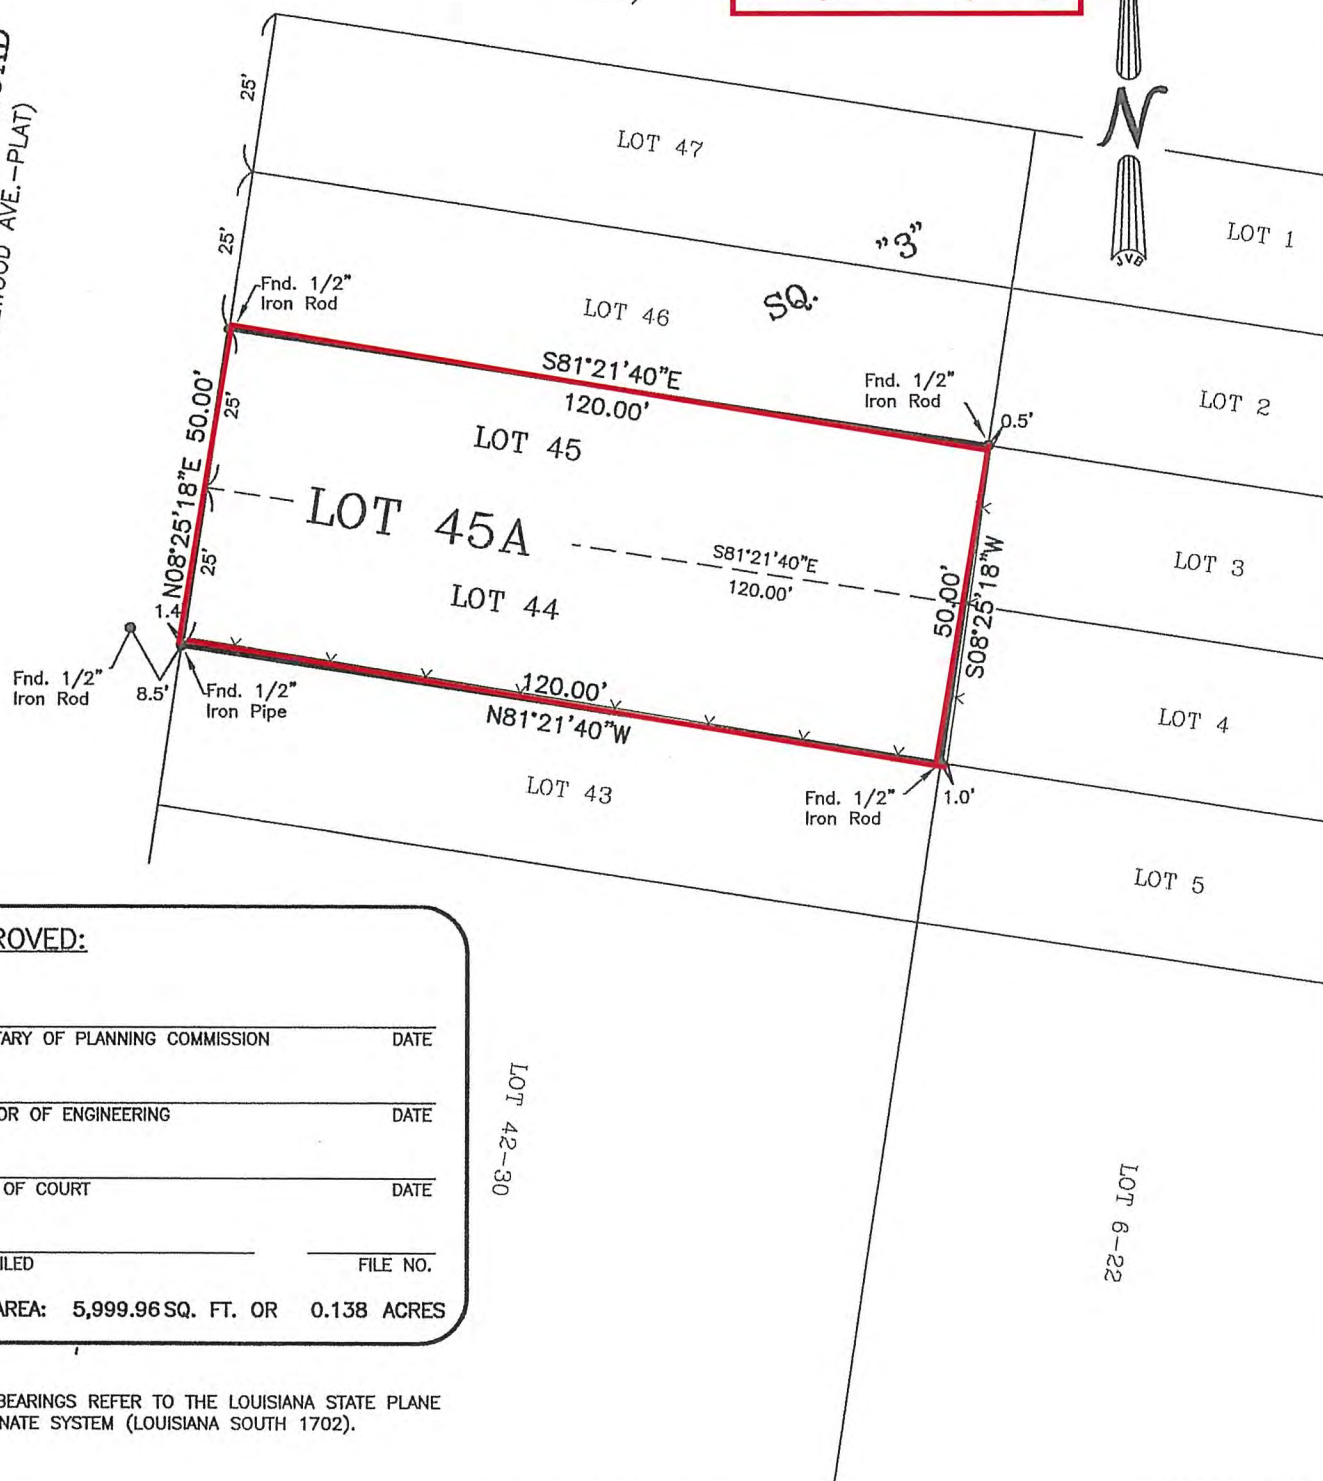 AVE.-PLAT)
25'
LOT 47
N
JVB
LOT 1
25'
"3"
SQ.
Fnd. 1/2"
Iron Rod
LOT 46
S81°21'40"E
120.00'
Fnd. 1/2"
Iron Rod
0.5'
LOT 2
N08°25'18"E 50.00'
25'
LOT 45
LOT 45A
S81°21'40"E
120.00'
LOT 3
25'
LOT 44
50.00'
S08°25'18"W
1.4'
Fnd. 1/2"
Iron Rod
8.5'
Fnd. 1/2"
Iron Pipe
120.00'
N81°21'40"W
LOT 4
LOT 43
Fnd. 1/2"
Iron Rod
1.0'
LOT 5
ROVED:
TARY OF PLANNING COMMISSION DATE
OR OF ENGINEERING DATE
OF COURT DATE
ILED FILE NO.
AREA: 5,999.96 SQ. FT. OR 0.138 ACRES
LOT 42-30
LOT 6-22
BEARINGS REFER TO THE LOUISIANA STATE PLANE
NATE SYSTEM (LOUISIANA SOUTH 1702).